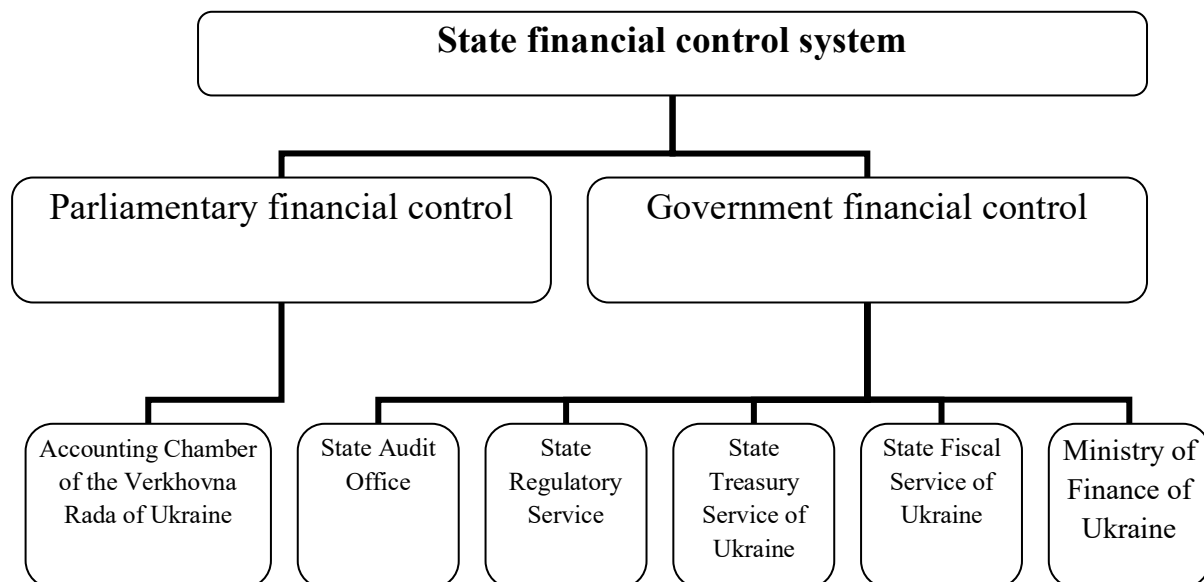 State financial control system
Parliamentary financial control
Government financial control
Accounting Chamber
of the Verkhovna
Rada of Ukraine
State Audit
Office
State
Regulatory
Service
State
Treasury
Service of
Ukraine
State Fiscal
Service of
Ukraine
Ministry of
Finance of
Ukraine